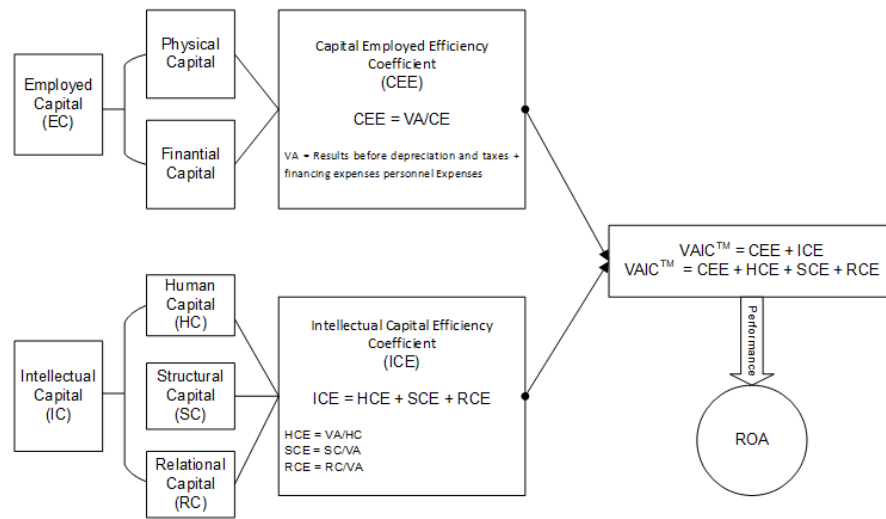 Employed
Capital
(EC)
Physical
Capital
Finantial
Capital
Capital Employed Efficiency
Coefficient
(CEE)
CEE = VA/CE
VA = Results before depreciation and taxes +
financing expenses personnel Expenses
Intellectual
Capital
(IC)
Human
Capital
(HC)
Structural
Capital
(SC)
Relational
Capital
(RC)
Intellectual Capital Efficiency
Coefficient
(ICE)
ICE = HCE + SCE + RCE
HCE = VA/HC
SCE = SC/VA
RCE = RC/VA
VAIC™ = CEE + ICE
VAIC™ = CEE + HCE + SCE + RCE
Performance
ROA